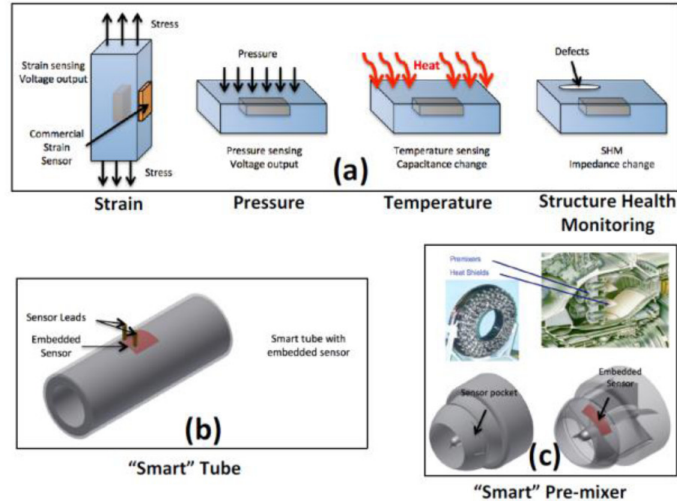 Stress
Strain sensing
Voltage output
Commercial
Strain
Sensor
Stress
Pressure
Pressure sensing
Voltage output
Heat
Temperature sensing
Capacitance change
Defects
SHM
Impedance change
(a)
Strain
Pressure
Temperature
Structure Health
Monitoring
Sensor Leads
Embedded
Sensor
Smart tube with
embedded sensor
(b)
"Smart" Tube
Premixers
Heat Shields
Sensor pocket
Embedded
Sensor
(c)
"Smart" Pre-mixer